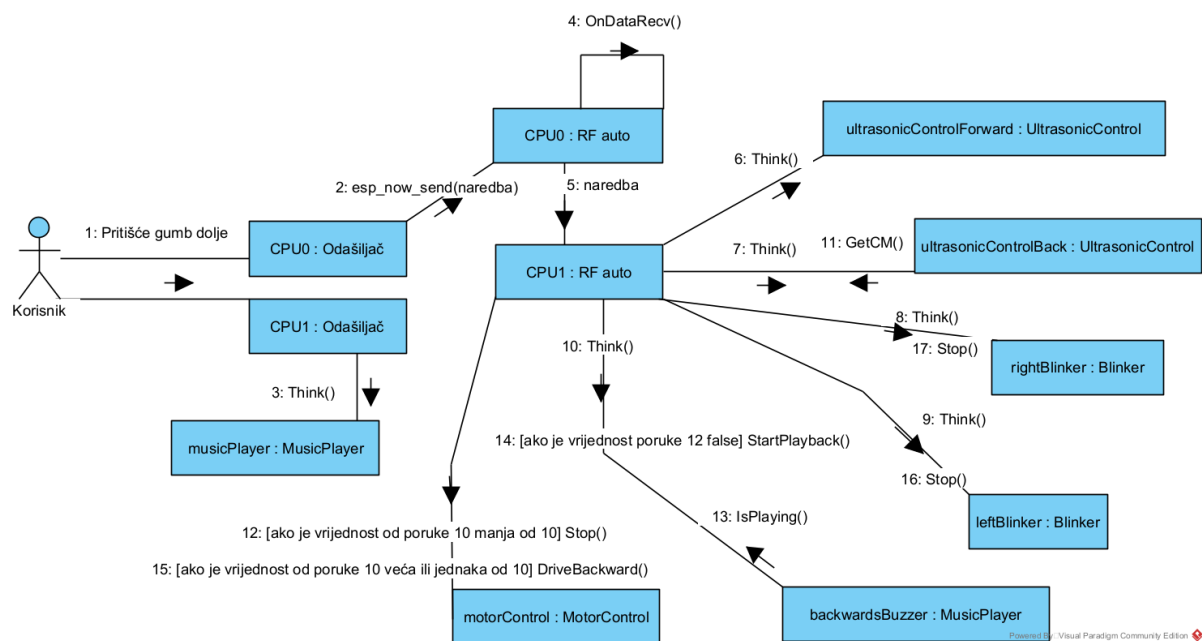 4: OnDataRecv()
CPU0 : RF auto
ultrasonicControlForward : UltrasonicControl
6: Think()
2: esp_now_send(naredba)
5: naredba
1: Pritišće gumb dolje
CPU0 : Odašiljač
7: Think()
11: GetCM()
ultrasonicControlBack : UltrasonicControl
CPU1 : RF auto
Korisnik
CPU1 : Odašiljač
8: Think()
10: Think()
17: Stop()
rightBlinker : Blinker
3: Think()
9: Think()
14: [ako je vrijednost poruke 12 false] StartPlayback()
musicPlayer : MusicPlayer
16: Stop()
13: IsPlaying()
leftBlinker : Blinker
12: [ako je vrijednost od poruke 10 manja od 10] Stop()
15: [ako je vrijednost od poruke 10 veća ili jednaka od 10] DriveBackward()
motorControl : MotorControl
backwardsBuzzer : MusicPlayer
Powered By Visual Paradigm Community Edition